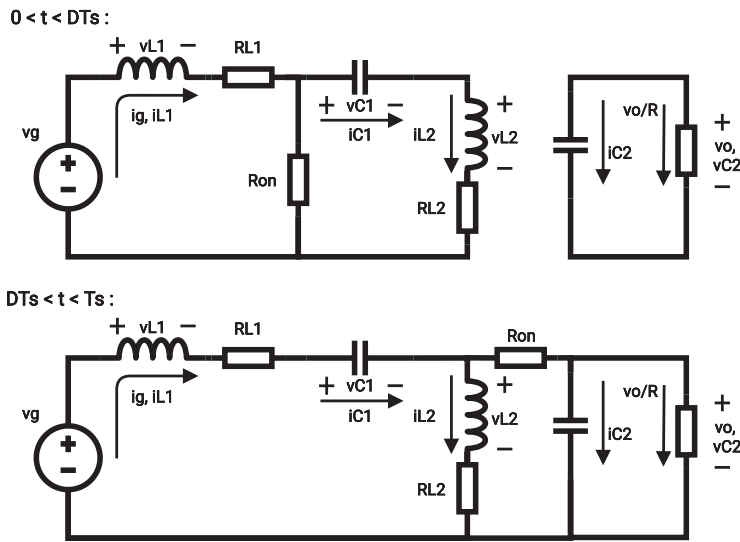 0 < t < DTs :
+ vL1 − RL1
ig, iL1
vg
+
−
+ vC1 −
iC1
iL2
+
vL2
−
Ron
RL2
iC2
vo/R
+
vo,
vC2
−
DTs < t < Ts :
+ vL1 − RL1
ig, iL1
vg
+
−
+ vC1 −
iC1
iL2
+
vL2
−
Ron
RL2
iC2
vo/R
+
vo,
vC2
−